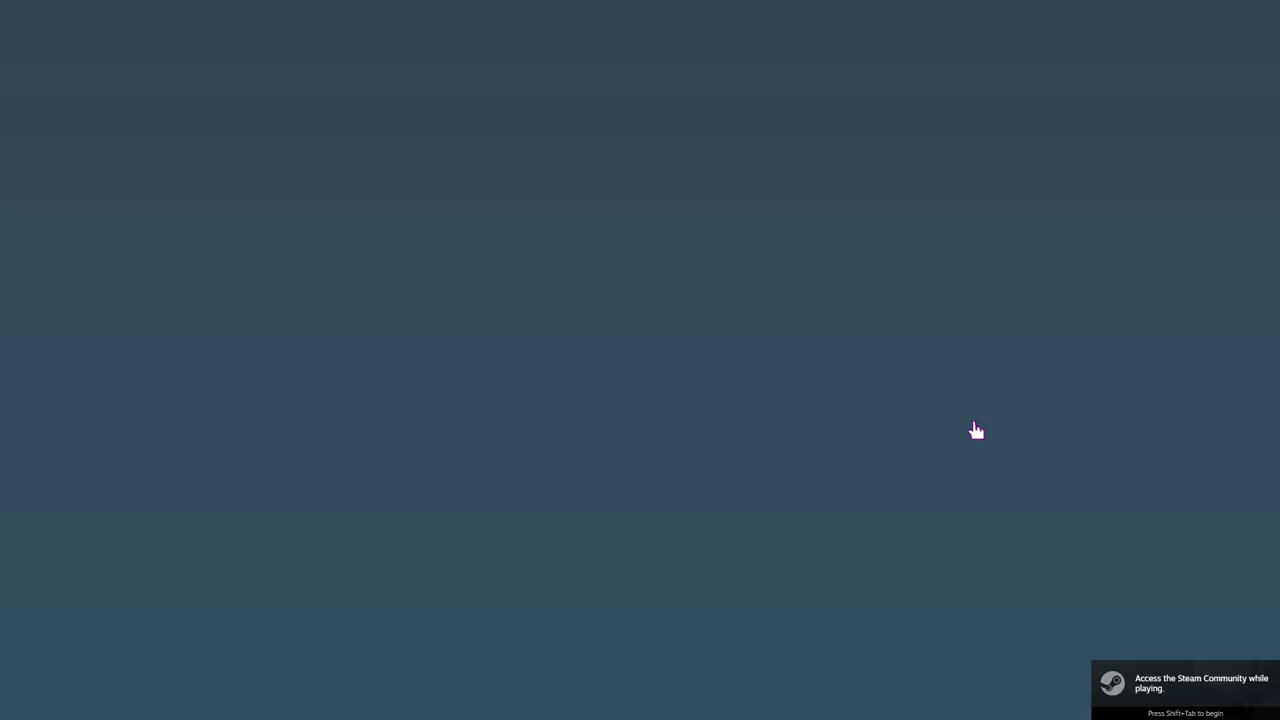 Access the Steam Community while
playing.
Press Shift+Tab to begin